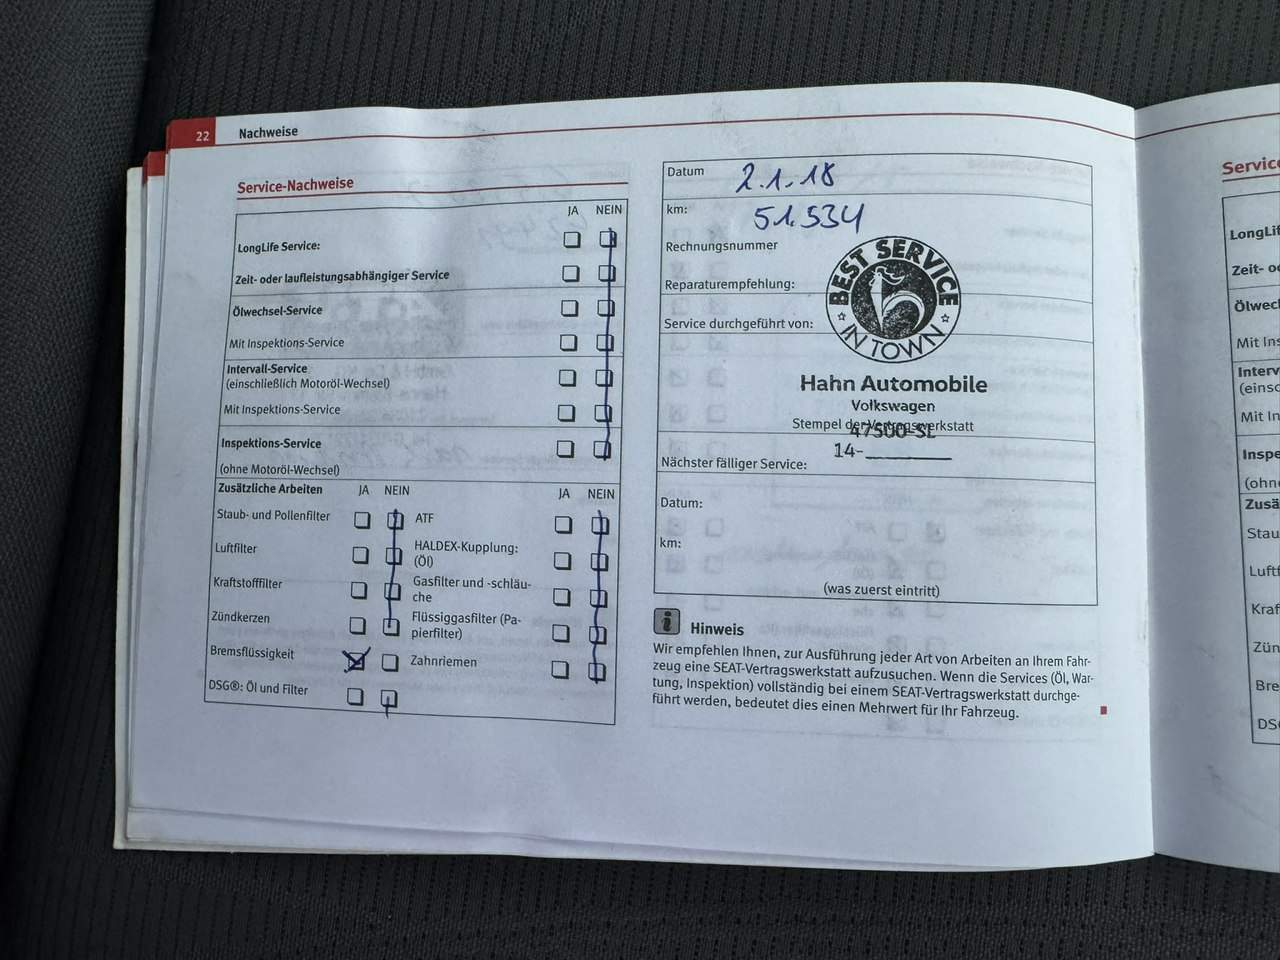 22 Nachweise
Service-Nachweise
JA NEIN
LongLife Service:
Zeit- oder laufleistungsabhängiger Service
Ölwechsel-Service
Mit Inspektions-Service
Intervall-Service
(einschließlich Motoröl-Wechsel)
Mit Inspektions-Service
Inspektions-Service
(ohne Motoröl-Wechsel)
Zusätzliche Arbeiten JA NEIN JA NEIN
Staub- und Pollenfilter
ATF
Luftfilter
HALDEX-Kupplung:
(Öl)
Kraftstofffilter
Gasfilter und -schläu-
che
Zündkerzen
Flüssiggasfilter (Pa-
pierfilter)
Bremsflüssigkeit
Zahnriemen
DSG®: Öl und Filter
Datum 2.1.18
km: 51.534
Rechnungsnummer
Reparaturempfehlung:
Service durchgeführt von:
BEST SERVICE
IN TOWN
Hahn Automobile
Volkswagen
Stempel der Vertragswerkstatt
47500-SL
14-
Nächster fälliger Service:
Datum:
km:
(was zuerst eintritt)
i Hinweis
Wir empfehlen Ihnen, zur Ausführung jeder Art von Arbeiten an Ihrem Fahr-
zeug eine SEAT-Vertragswerkstatt aufzusuchen. Wenn die Services (Öl, War-
tung, Inspektion) vollständig bei einem SEAT-Vertragswerkstatt durchge-
führt werden, bedeutet dies einen Mehrwert für Ihr Fahrzeug.
Service
LongLif
Zeit- o
Ölwec
Mit Ins
Interv
(einsc
Mit In
Inspe
(ohn
Zusä
Stau
Luftf
Kraf
Zün
Bre
DS